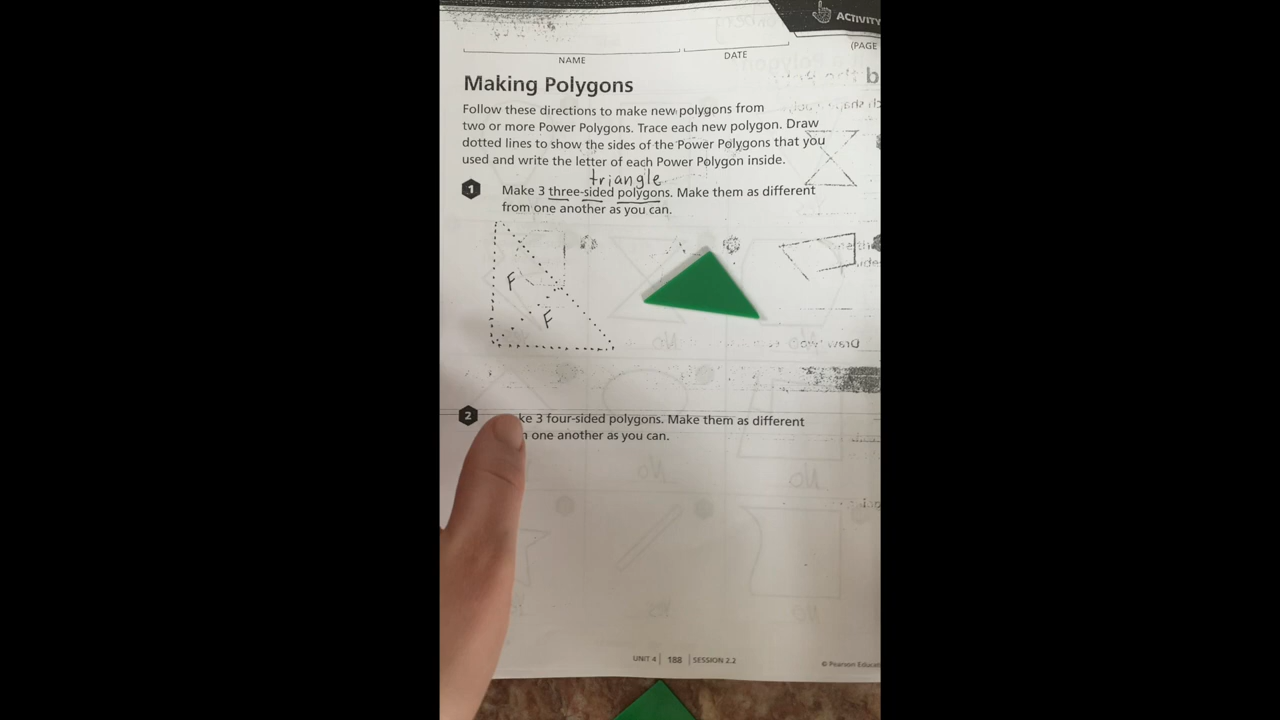 ACTIVITY
NAME
DATE
(PAGE
Making Polygons
Follow these directions to make new polygons from
two or more Power Polygons. Trace each new polygon. Draw
dotted lines to show the sides of the Power Polygons that you
used and write the letter of each Power Polygon inside.
triangle
1 Make 3 three-sided polygons. Make them as different
from one another as you can.
F
F
2 ke 3 four-sided polygons. Make them as different
one another as you can.
UNIT 4 | 188 | SESSION 2.2
© Pearson Educat